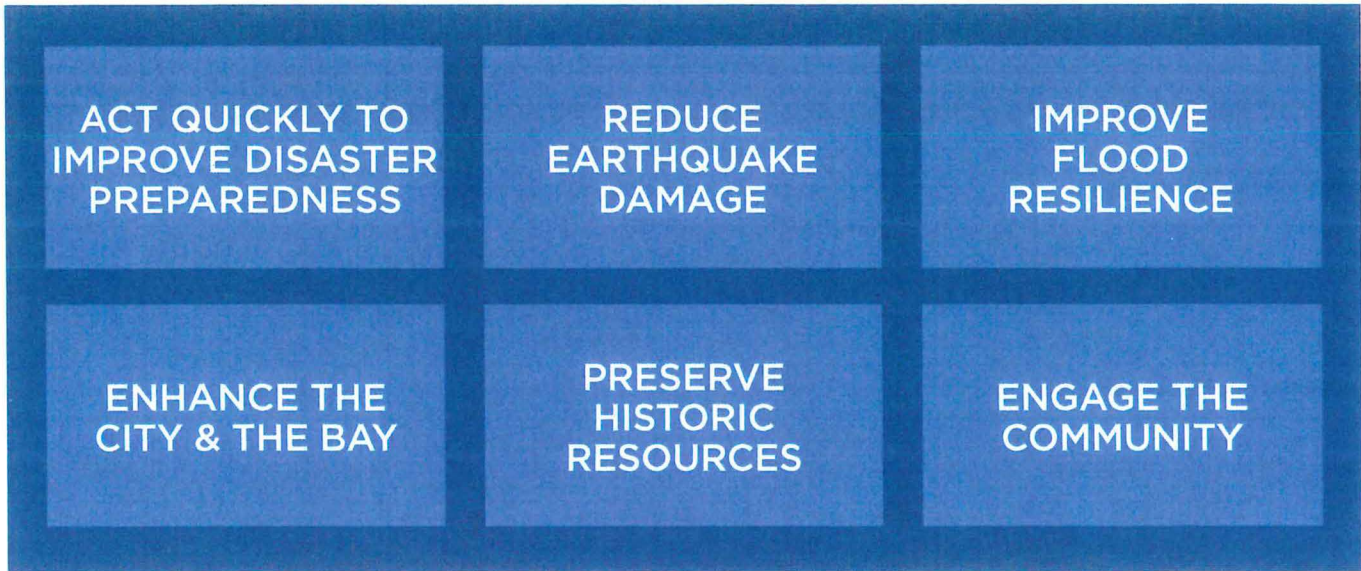 ACT QUICKLY TO
IMPROVE DISASTER
PREPAREDNESS
REDUCE
EARTHQUAKE
DAMAGE
IMPROVE
FLOOD
RESILIENCE
ENHANCE THE
CITY & THE BAY
PRESERVE
HISTORIC
RESOURCES
ENGAGE THE
COMMUNITY